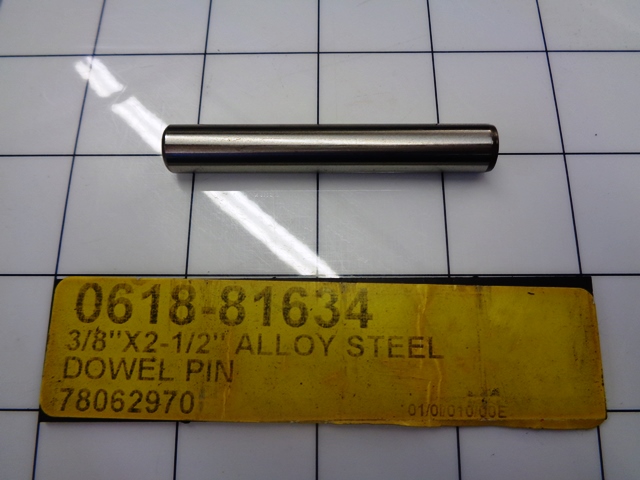 0618-81634
3/8"X2-1/2" ALLOY STEEL
DOWEL PIN
78062970